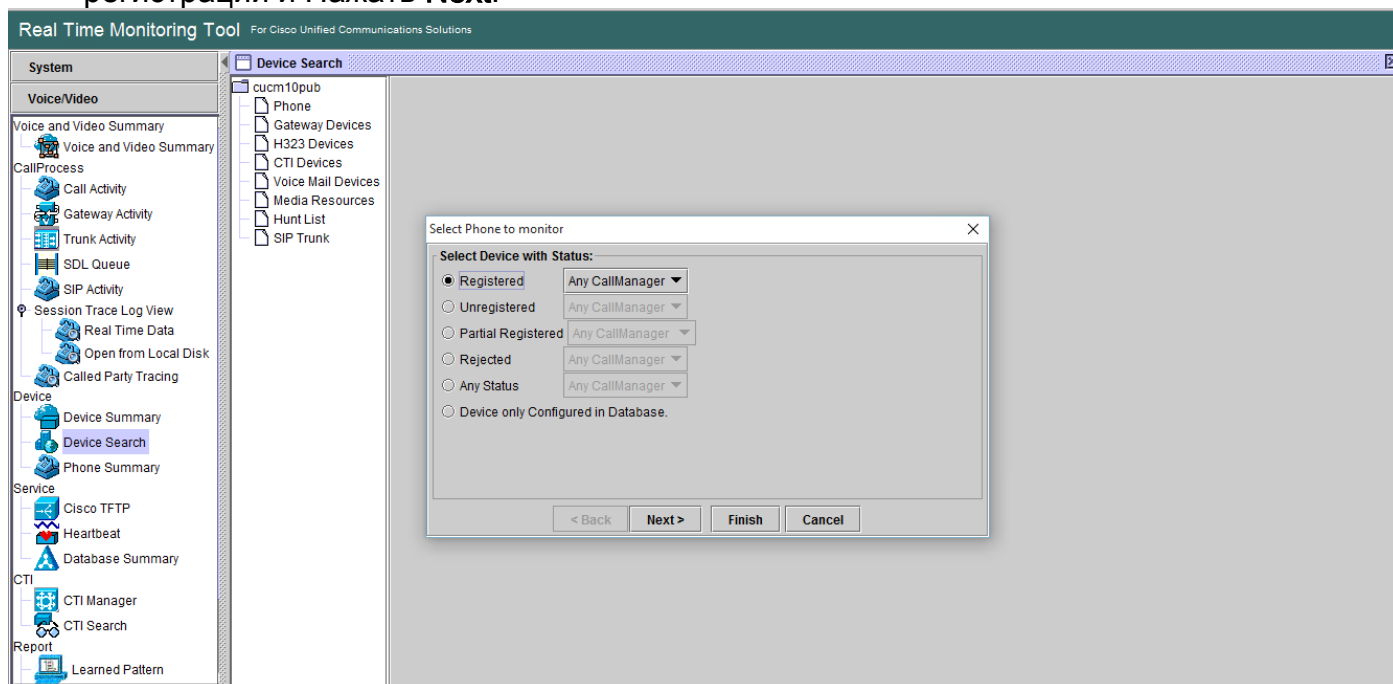 регистрации и Нажать Next.
Real Time Monitoring Tool For Cisco Unified Communications Solutions
System
Voice/Video
Voice and Video Summary
Voice and Video Summary
CallProcess
Call Activity
Gateway Activity
Trunk Activity
SDL Queue
SIP Activity
Session Trace Log View
Real Time Data
Open from Local Disk
Called Party Tracing
Device
Device Summary
Device Search
Phone Summary
Service
Cisco TFTP
Heartbeat
Database Summary
CTI
CTI Manager
CTI Search
Report
Learned Pattern
Device Search
cucm10pub
Phone
Gateway Devices
H323 Devices
CTI Devices
Voice Mail Devices
Media Resources
Hunt List
SIP Trunk
Select Phone to monitor
Select Device with Status:
Registered Any CallManager
Unregistered Any CallManager
Partial Registered Any CallManager
Rejected Any CallManager
Any Status Any CallManager
Device only Configured in Database.
< Back Next > Finish Cancel